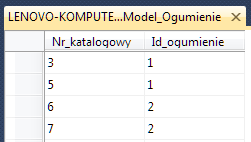 LENOVO-KOMPUTE...Model_Ogumienie
Nr_katalogowy Id_ogumienie
3 1
5 1
6 2
7 2